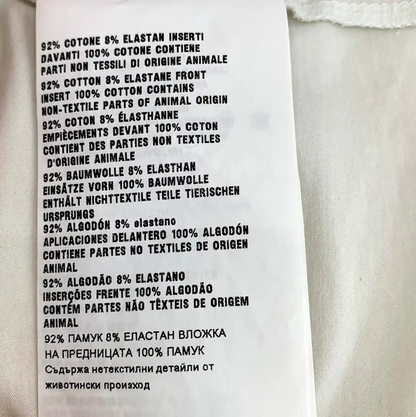 92% COTONE 8% ELASTAN INSERTI
DAVANTI 100% COTONE CONTIENE
PARTI NON TESSILI DI ORIGINE ANIMALE
92% COTTON 8% ELASTANE FRONT
INSERT 100% COTTON CONTAINS
NON-TEXTILE PARTS OF ANIMAL ORIGIN
92% COTON 8% ÉLASTHANNE
EMPIÈCEMENTS DEVANT 100% COTON
CONTIENT DES PARTIES NON TEXTILES
D'ORIGINE ANIMALE
92% BAUMWOLLE 8% ELASTHAN
EINSÄTZE VORN 100% BAUMWOLLE
ENTHÄLT NICHTTEXTILE TEILE TIERISCHEN
URSPRUNGS
92% ALGODÓN 8% elastano
APLICACIONES DELANTERO 100% ALGODÓN
CONTIENE PARTES NO TEXTILES DE ORIGEN
ANIMAL
92% ALGODÃO 8% ELASTANO
INSERÇÕES FRENTE 100% ALGODÃO
CONTÉM PARTES NÃO TÊXTEIS DE ORIGEM
ANIMAL
92% ПАМУК 8% ЕЛАСТАН ВЛОЖКА
НА ПРЕДНИЦАТА 100% ПАМУК
Съдържа нетекстилни детайли от
животински произход